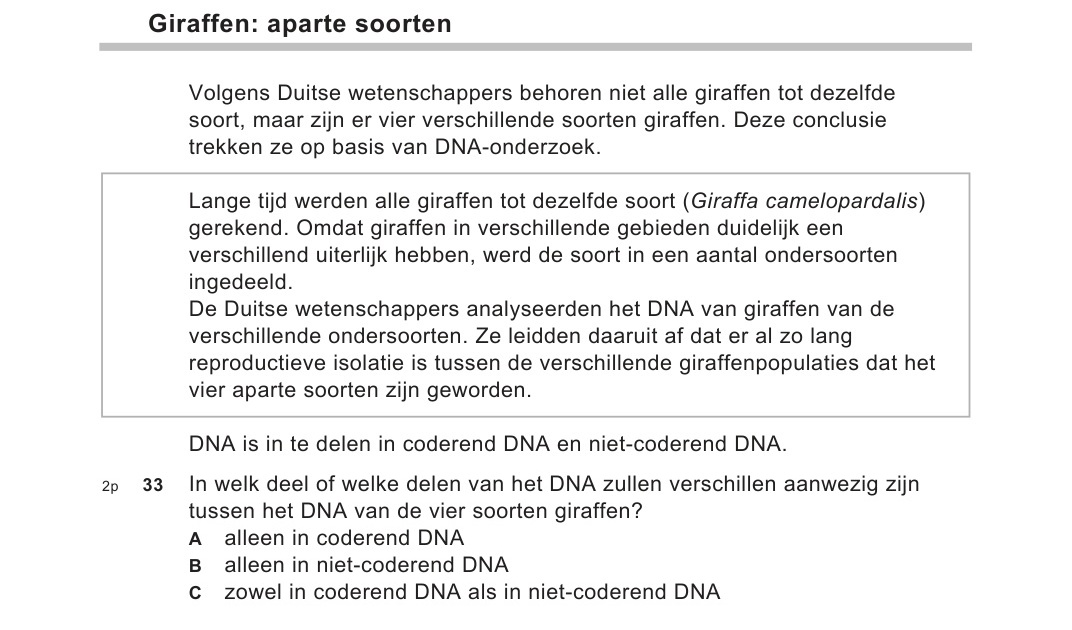 Giraffen: aparte soorten
Volgens Duitse wetenschappers behoren niet alle giraffen tot dezelfde
soort, maar zijn er vier verschillende soorten giraffen. Deze conclusie
trekken ze op basis van DNA-onderzoek.
Lange tijd werden alle giraffen tot dezelfde soort (Giraffa camelopardalis)
gerekend. Omdat giraffen in verschillende gebieden duidelijk een
verschillend uiterlijk hebben, werd de soort in een aantal ondersoorten
ingedeeld.
De Duitse wetenschappers analyseerden het DNA van giraffen van de
verschillende ondersoorten. Ze leidden daaruit af dat er al zo lang
reproductieve isolatie is tussen de verschillende giraffenpopulaties dat het
vier aparte soorten zijn geworden.
DNA is in te delen in coderend DNA en niet-coderend DNA.
2p 33 In welk deel of welke delen van het DNA zullen verschillen aanwezig zijn
tussen het DNA van de vier soorten giraffen?
A alleen in coderend DNA
B alleen in niet-coderend DNA
C zowel in coderend DNA als in niet-coderend DNA